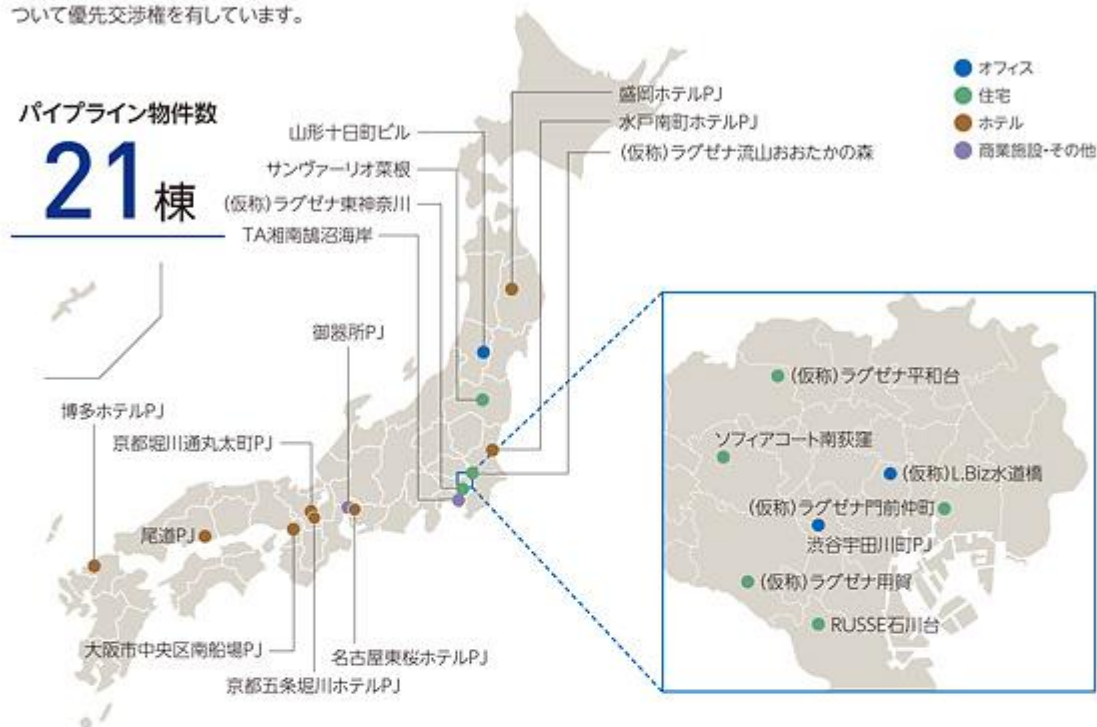 ついて優先交渉権を有しています。
パイプライン物件数
21棟
オフィス
住宅
ホテル
商業施設・その他
盛岡ホテルPJ
水戸南町ホテルPJ
(仮称)ラグゼナ流山おおたかの森
山形十日町ビル
サンヴァーリオ菜根
(仮称)ラグゼナ東神奈川
TA湘南鵠沼海岸
御器所PJ
博多ホテルPJ
京都堀川通丸太町PJ
尾道PJ
大阪市中央区南船場PJ
名古屋東桜ホテルPJ
京都五条堀川ホテルPJ
(仮称)ラグゼナ平和台
ソフィアコート南荻窪
(仮称)L.Biz水道橋
(仮称)ラグゼナ門前仲町
渋谷宇田川町PJ
(仮称)ラグゼナ用賀
RUSSE石川台